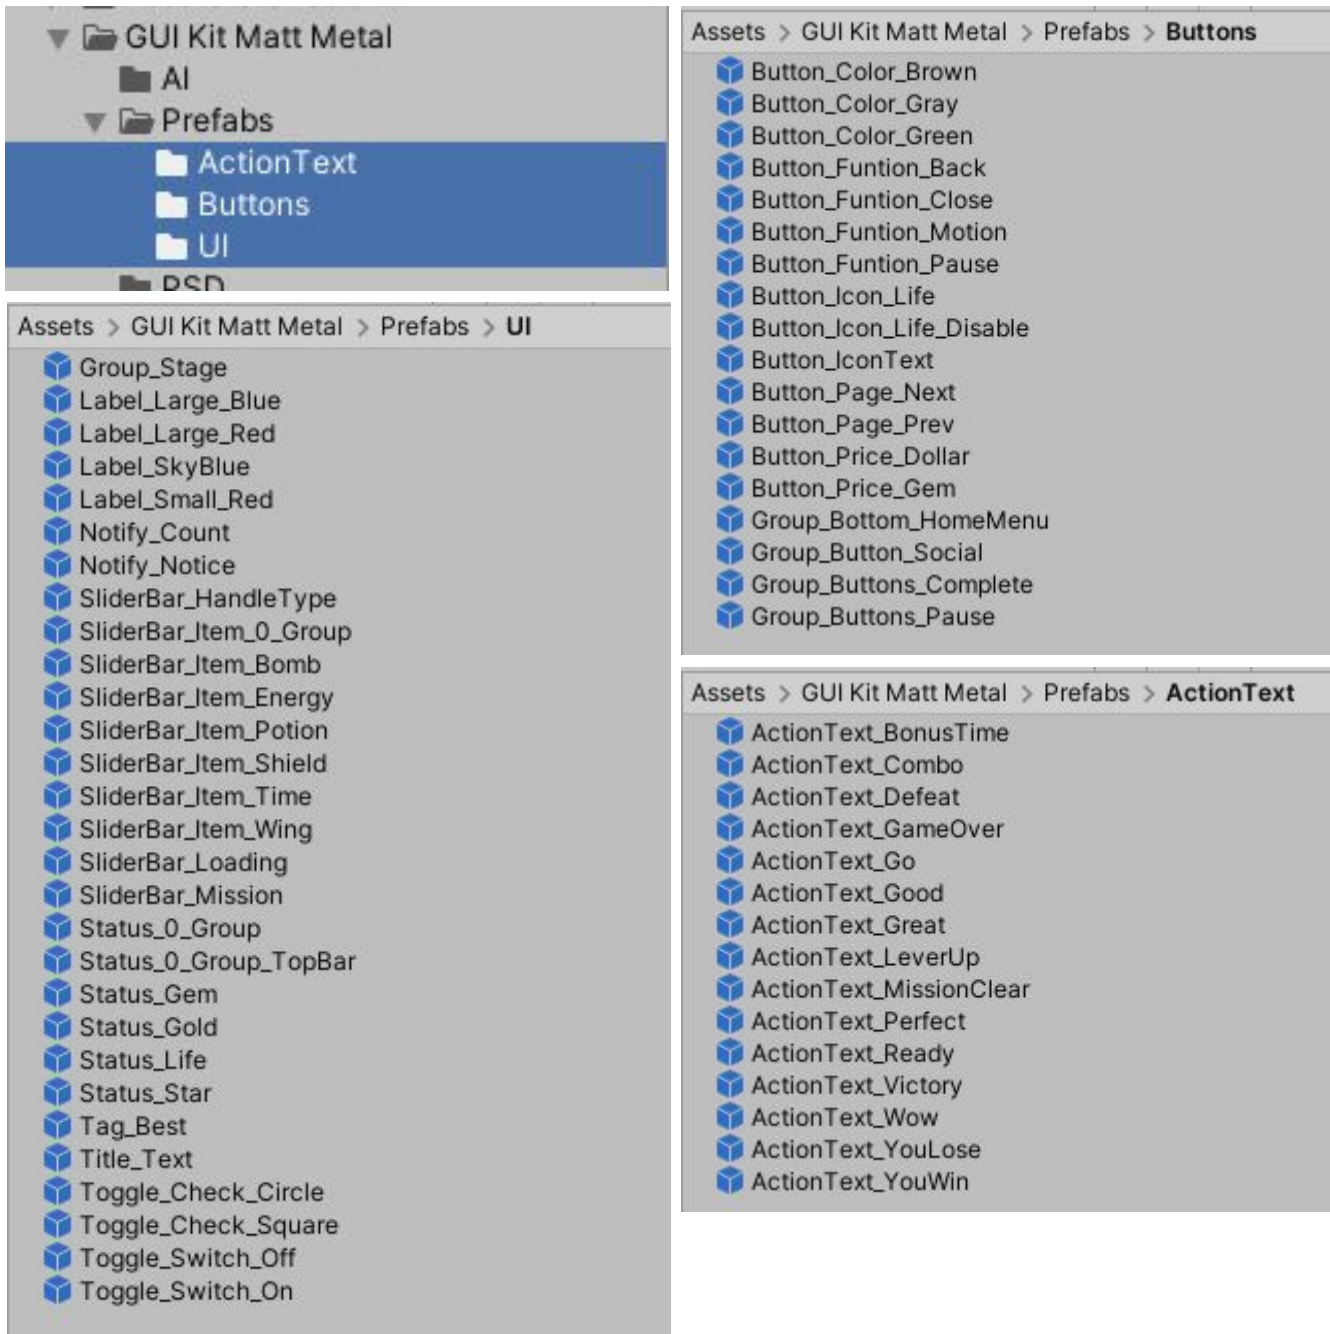 GUI Kit Matt Metal
AI
Prefabs
ActionText
Buttons
UI
PSD
Assets > GUI Kit Matt Metal > Prefabs > UI
Group_Stage
Label_Large_Blue
Label_Large_Red
Label_SkyBlue
Label_Small_Red
Notify_Count
Notify_Notice
SliderBar_HandleType
SliderBar_Item_0_Group
SliderBar_Item_Bomb
SliderBar_Item_Energy
SliderBar_Item_Potion
SliderBar_Item_Shield
SliderBar_Item_Time
SliderBar_Item_Wing
SliderBar_Loading
SliderBar_Mission
Status_0_Group
Status_0_Group_TopBar
Status_Gem
Status_Gold
Status_Life
Status_Star
Tag_Best
Title_Text
Toggle_Check_Circle
Toggle_Check_Square
Toggle_Switch_Off
Toggle_Switch_On
Assets > GUI Kit Matt Metal > Prefabs > Buttons
Button_Color_Brown
Button_Color_Gray
Button_Color_Green
Button_Funtion_Back
Button_Funtion_Close
Button_Funtion_Motion
Button_Funtion_Pause
Button_Icon_Life
Button_Icon_Life_Disable
Button_IconText
Button_Page_Next
Button_Page_Prev
Button_Price_Dollar
Button_Price_Gem
Group_Bottom_HomeMenu
Group_Button_Social
Group_Buttons_Complete
Group_Buttons_Pause
Assets > GUI Kit Matt Metal > Prefabs > ActionText
ActionText_BonusTime
ActionText_Combo
ActionText_Defeat
ActionText_GameOver
ActionText_Go
ActionText_Good
ActionText_Great
ActionText_LeverUp
ActionText_MissionClear
ActionText_Perfect
ActionText_Ready
ActionText_Victory
ActionText_Wow
ActionText_YouLose
ActionText_YouWin